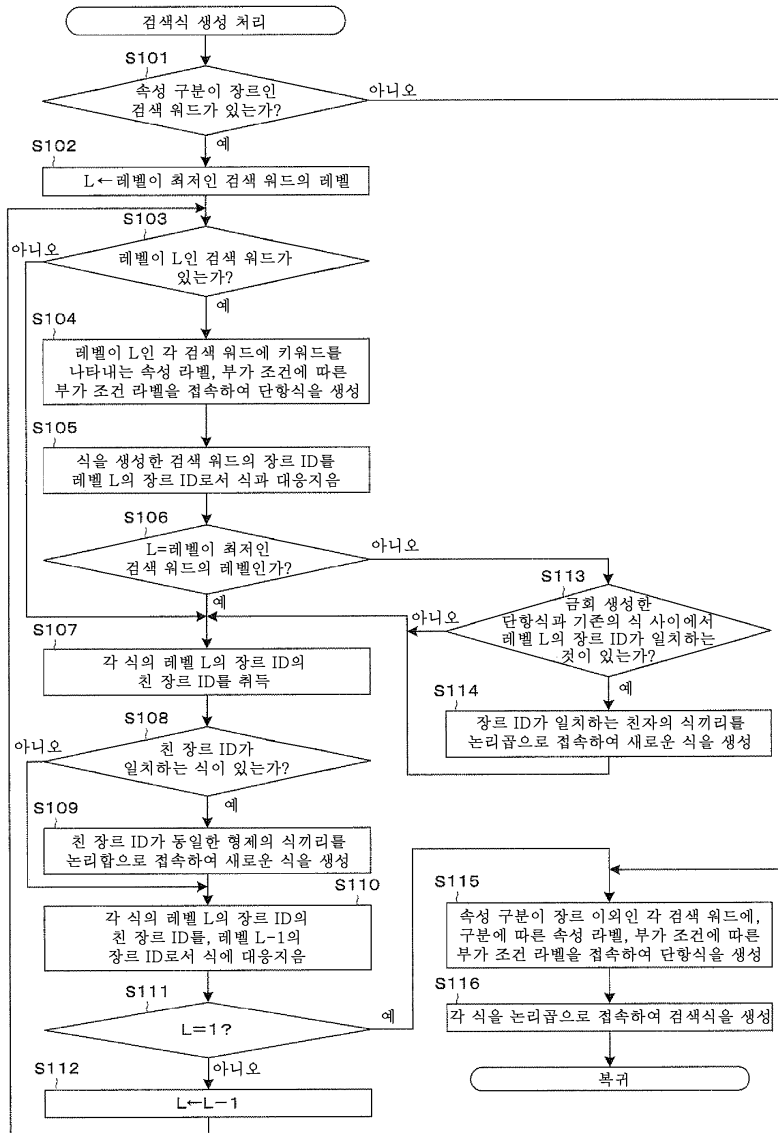 검색식 생성 처리
S101
속성 구분이 장르인
검색 워드가 있는가?
아니오
예
S102
L←레벨이 최저인 검색 워드의 레벨
S103
아니오
레벨이 L인 검색 워드가
있는가?
예
S104
레벨이 L인 각 검색 워드에 키워드를
나타내는 속성 라벨, 부가 조건에 따른
부가 조건 라벨을 접속하여 단항식을 생성
S105
식을 생성한 검색 워드의 장르 ID를
레벨 L의 장르 ID로서 식과 대응지음
S106
L=레벨이 최저인
검색 워드의 레벨인가?
아니오
예
S113
금회 생성한
단항식과 기존의 식 사이에서
레벨 L의 장르 ID가 일치하는
것이 있는가?
아니오
예
S114
장르 ID가 일치하는 친자의 식끼리를
논리곱으로 접속하여 새로운 식을 생성
S107
각 식의 레벨 L의 장르 ID의
친 장르 ID를 취득
S108
아니오
친 장르 ID가
일치하는 식이 있는가?
예
S109
친 장르 ID가 동일한 형제의 식끼리를
논리합으로 접속하여 새로운 식을 생성
S110
각 식의 레벨 L의 장르 ID의
친 장르 ID를, 레벨 L-1의
장르 ID로서 식에 대응지음
S111
L=1?
예
아니오
S112
L←L-1
S115
속성 구분이 장르 이외인 각 검색 워드에,
구분에 따른 속성 라벨, 부가 조건에 따른
부가 조건 라벨을 접속하여 단항식을 생성
S116
각 식을 논리곱으로 접속하여 검색식을 생성
복귀